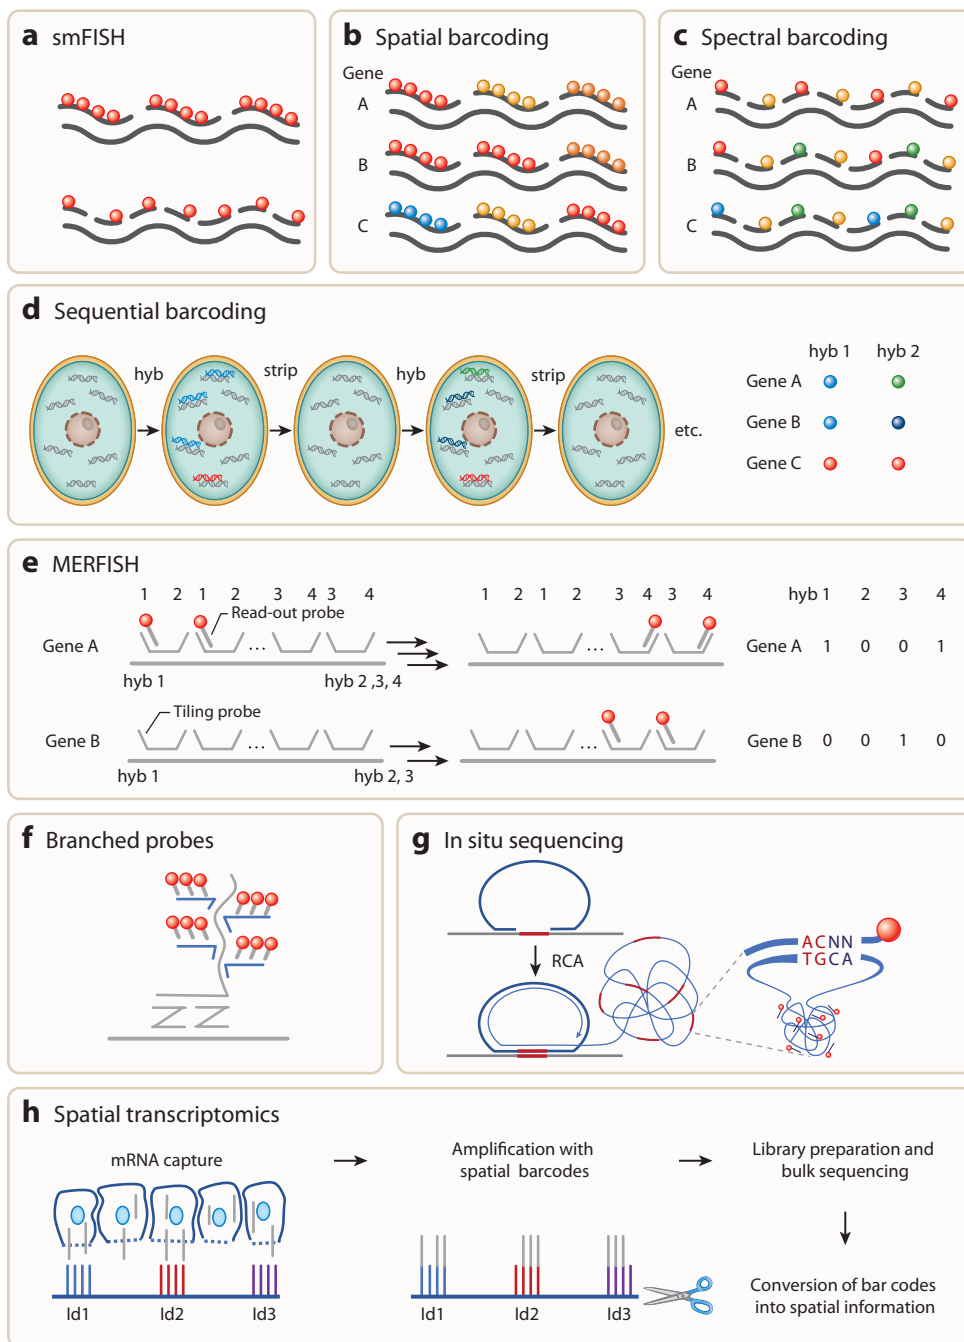 a smFISH
b Spatial barcoding
Gene
A
B
C
c Spectral barcoding
Gene
A
B
C
d Sequential barcoding
hyb
strip
hyb
strip
etc.
hyb 1 hyb 2
Gene A
Gene B
Gene C
e MERFISH
1 2 1 2 3 4 3 4
Read-out probe
Gene A
...
hyb 1
hyb 2 ,3, 4
1 2 1 2 3 4 3 4
...
hyb 1 2 3 4
Gene A 1 0 0 1
Tiling probe
Gene B
...
hyb 1
hyb 2, 3
...
Gene B 0 0 1 0
f Branched probes
g In situ sequencing
RCA
ACNN
TGCA
h Spatial transcriptomics
mRNA capture
Id1 Id2 Id3
Amplification with
spatial barcodes
Id1 Id2 Id3
Library preparation and
bulk sequencing
Conversion of bar codes
into spatial information